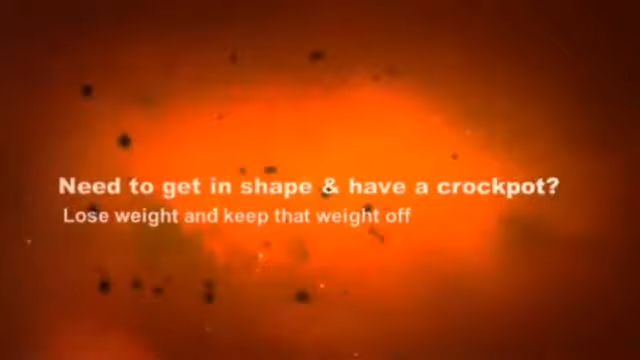 Need to get in shape & have a crockpot?
Lose weight and keep that weight off